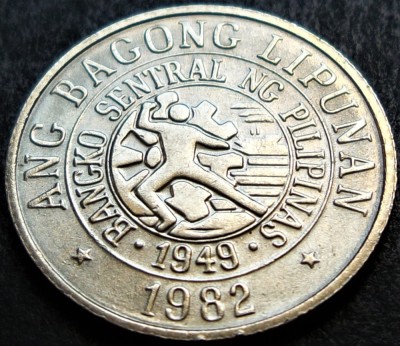 ANG BAGONG LIPUNAN
BANGKO SENTRAL NG PILIPINAS
· 1949 ·
1982